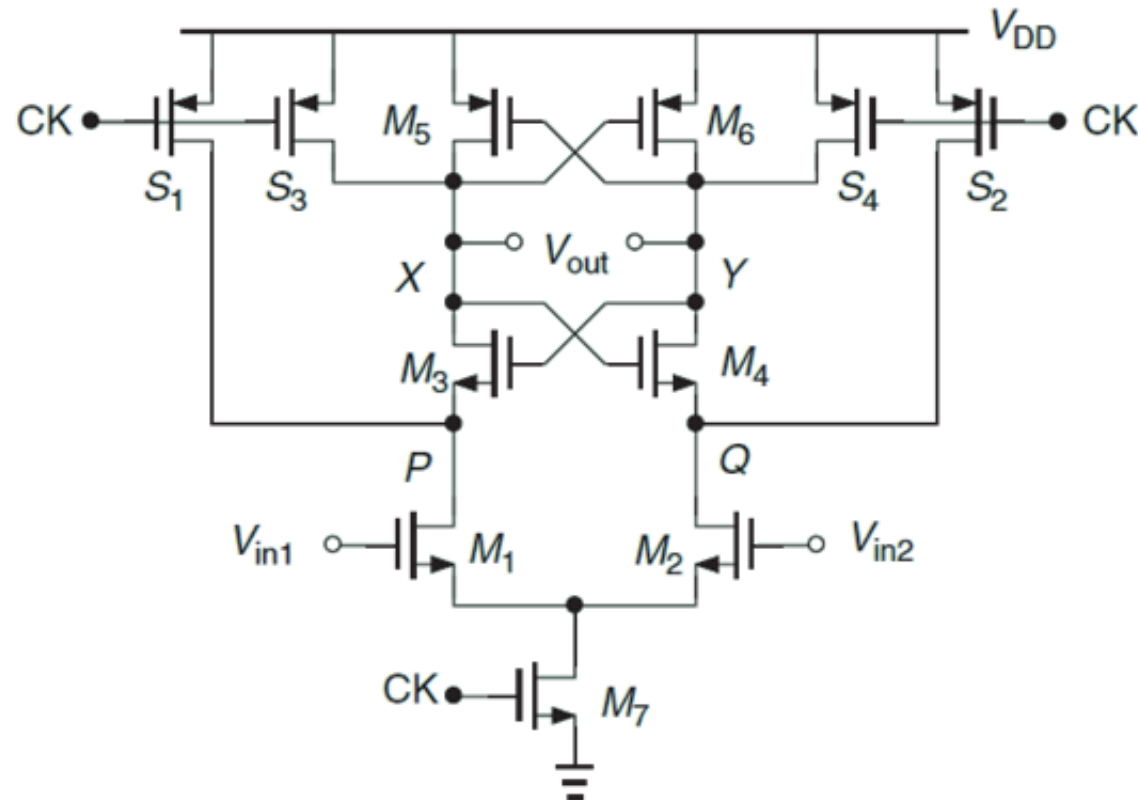 V_DD
CK
CK
M_5
M_6
S_1
S_3
S_4
S_2
V_out
X
Y
M_3
M_4
P
Q
V_in1
M_1
M_2
V_in2
CK
M_7